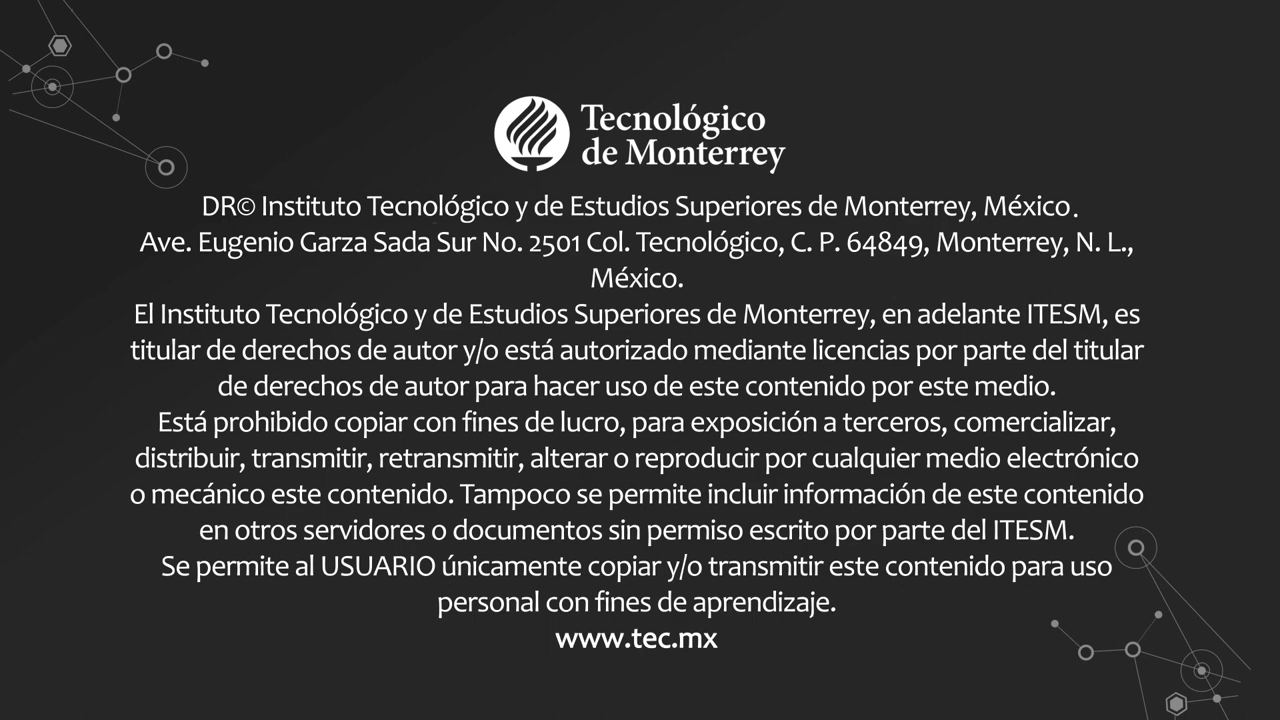 Tecnológico
de Monterrey
DR© Instituto Tecnológico y de Estudios Superiores de Monterrey, México.
Ave. Eugenio Garza Sada Sur No. 2501 Col. Tecnológico, C. P. 64849, Monterrey, N. L.,
México.
El Instituto Tecnológico y de Estudios Superiores de Monterrey, en adelante ITESM, es
titular de derechos de autor y/o está autorizado mediante licencias por parte del titular
de derechos de autor para hacer uso de este contenido por este medio.
Está prohibido copiar con fines de lucro, para exposición a terceros, comercializar,
distribuir, transmitir, retransmitir, alterar o reproducir por cualquier medio electrónico
o mecánico este contenido. Tampoco se permite incluir información de este contenido
en otros servidores o documentos sin permiso escrito por parte del ITESM.
Se permite al USUARIO únicamente copiar y/o transmitir este contenido para uso
personal con fines de aprendizaje.
www.tec.mx